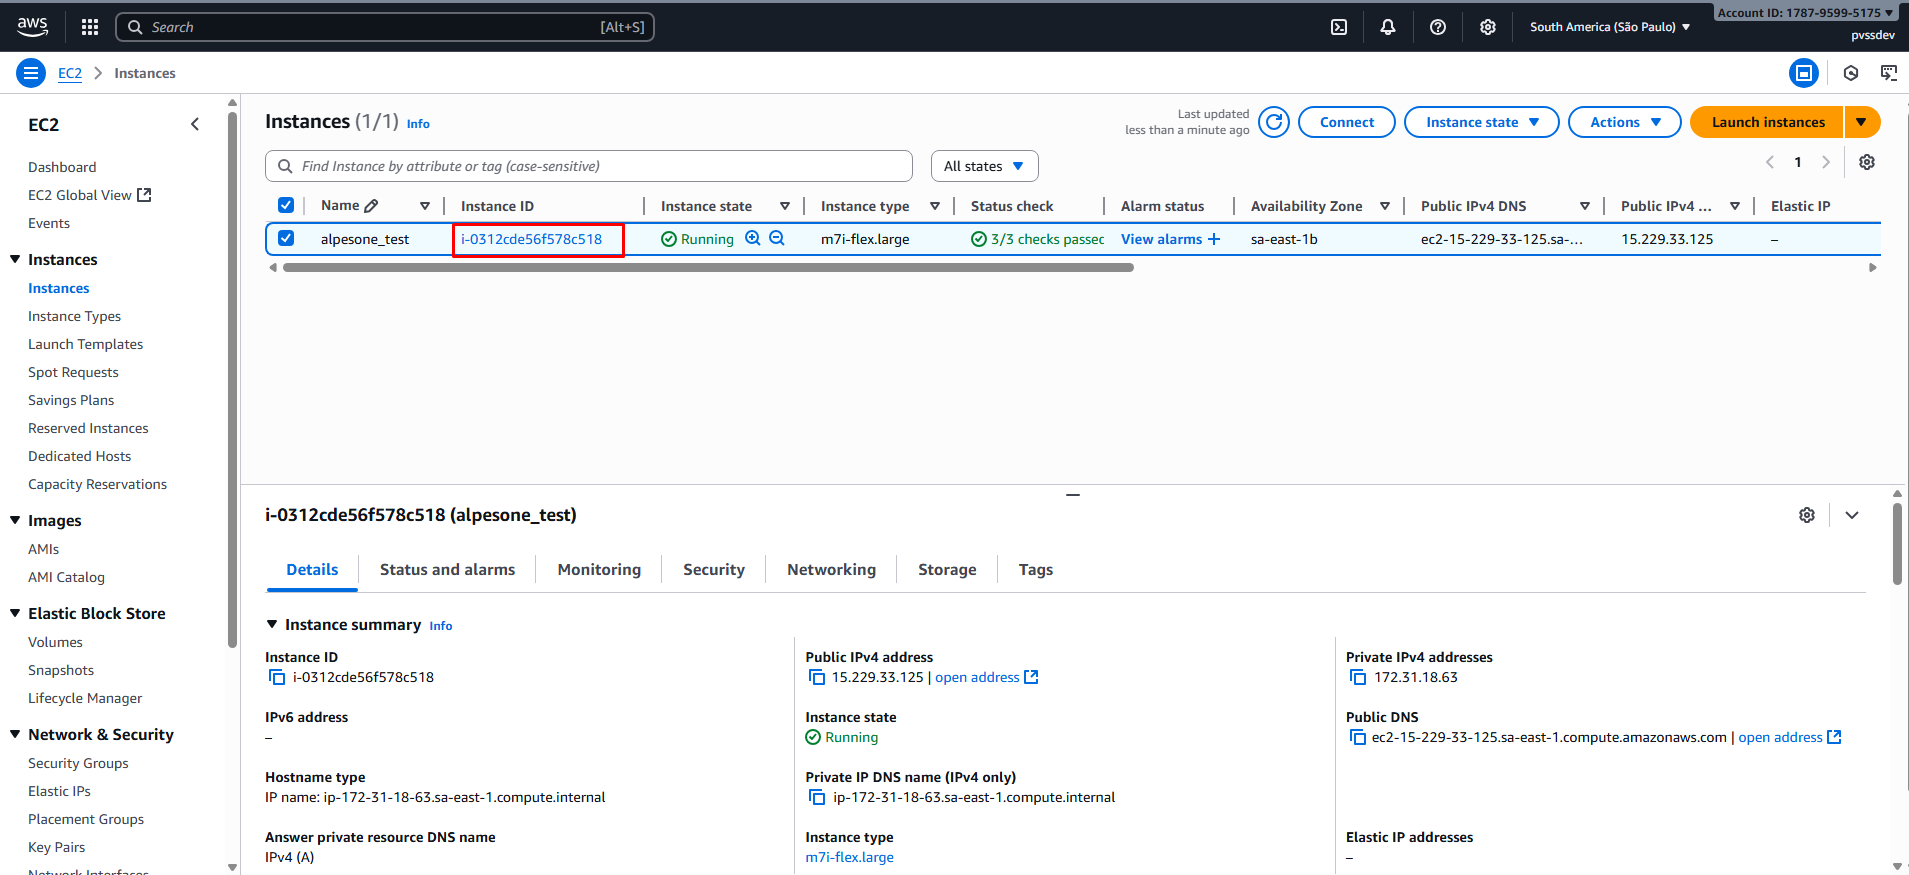 aws
Search [Alt+S]
South America (São Paulo)
Account ID: 1787-9599-5175
pvssdev
EC2 Instances
EC2
Dashboard
EC2 Global View
Events
Instances
Instances
Instance Types
Launch Templates
Spot Requests
Savings Plans
Reserved Instances
Dedicated Hosts
Capacity Reservations
Images
AMIs
AMI Catalog
Elastic Block Store
Volumes
Snapshots
Lifecycle Manager
Network & Security
Security Groups
Elastic IPs
Placement Groups
Key Pairs
Network Interfaces
Instances (1/1) Info
Last updated
less than a minute ago
Connect Instance state Actions Launch instances
Find Instance by attribute or tag (case-sensitive) All states 1
Name Instance ID Instance state Instance type Status check Alarm status Availability Zone Public IPv4 DNS Public IPv4 ... Elastic IP
alpesone_test i-0312cde56f578c518 Running m7i-flex.large 3/3 checks passec View alarms + sa-east-1b ec2-15-229-33-125.sa-... 15.229.33.125 –
i-0312cde56f578c518 (alpesone_test)
Details Status and alarms Monitoring Security Networking Storage Tags
Instance summary Info
Instance ID
i-0312cde56f578c518
Public IPv4 address
15.229.33.125 | open address
Private IPv4 addresses
172.31.18.63
IPv6 address
–
Instance state
Running
Public DNS
ec2-15-229-33-125.sa-east-1.compute.amazonaws.com | open address
Hostname type
IP name: ip-172-31-18-63.sa-east-1.compute.internal
Private IP DNS name (IPv4 only)
ip-172-31-18-63.sa-east-1.compute.internal
Answer private resource DNS name
IPv4 (A)
Instance type
m7i-flex.large
Elastic IP addresses
–